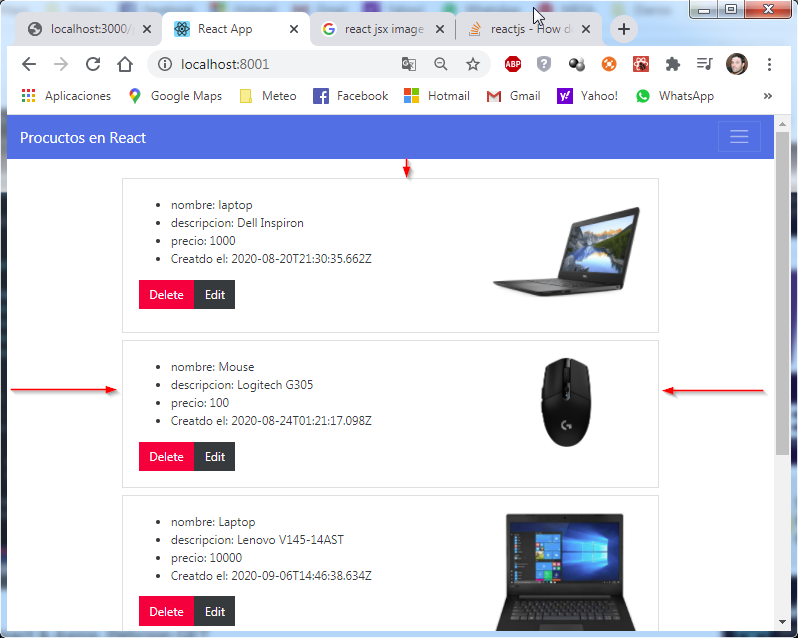 localhost:3000/
React App
react jsx image
reactjs - How d
localhost:8001
ABP
Aplicaciones
Google Maps
Meteo
Facebook
Hotmail
Gmail
Yahoo!
WhatsApp
»
Procuctos en React
nombre: laptop
descripcion: Dell Inspiron
precio: 1000
Creatdo el: 2020-08-20T21:30:35.662Z
Delete
Edit
nombre: Mouse
descripcion: Logitech G305
precio: 100
Creatdo el: 2020-08-24T01:21:17.098Z
Delete
Edit
nombre: Laptop
descripcion: Lenovo V145-14AST
precio: 10000
Creatdo el: 2020-09-06T14:46:38.634Z
Delete
Edit